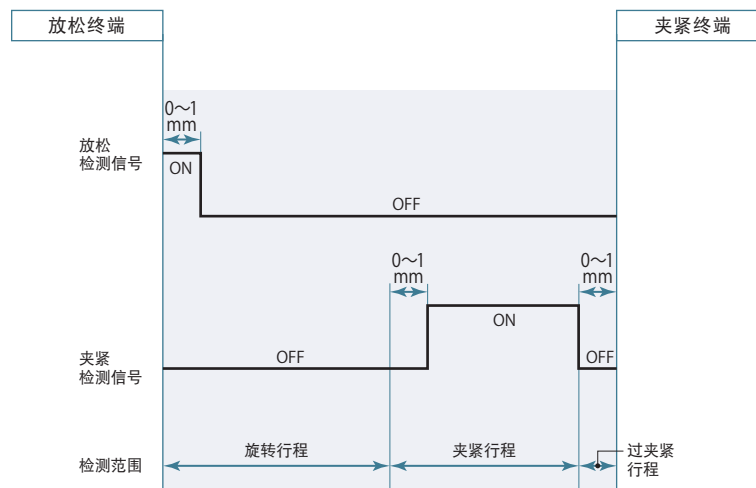 放松终端
夹紧终端
0～1
mm
放松
检测信号
ON
OFF
0～1
mm
0～1
mm
ON
夹紧
检测信号
OFF
OFF
检测范围
旋转行程
夹紧行程
过夹紧
行程